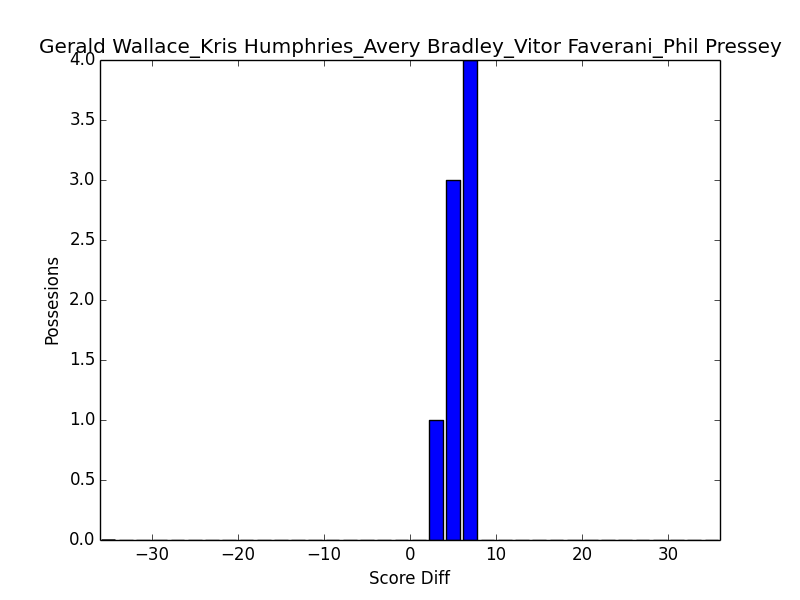 Gerald Wallace_Kris Humphries_Avery Bradley_Vitor Faverani_Phil Pressey
4.0
3.5
3.0
2.5
2.0
1.5
1.0
0.5
0.0
Possesions
−30 −20 −10 0 10 20 30
Score Diff